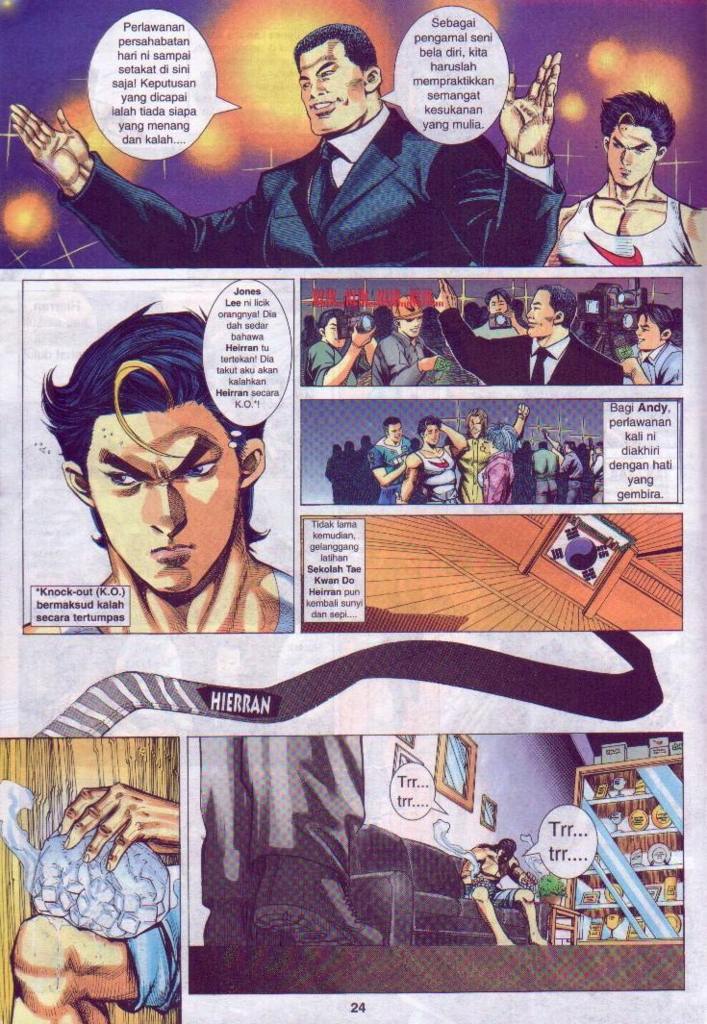 Perlawanan
persahabatan
hari ni sampai
setakat di sini
saja! Keputusan
yang dicapai
ialah tiada siapa
yang menang
dan kalah....
Sebagai
pengamal seni
bela diri, kita
haruslah
mempraktikkan
semangat
kesukanan
yang mulia.
Jones
Lee ni licik
orangnya! Dia
dah sedar
bahawa
Heirran tu
tertekan! Dia
takut aku akan
kalahkan
Heirran secara
K.O.*!
*Knock-out (K.O.)
bermaksud kalah
secara tertumpas
Bagi Andy,
perlawanan
kali ni
diakhiri
dengan hati
yang
gembira.
Tidak lama
kemudian,
gelanggang
latihan
Sekolah Tae
Kwan Do
Heirran pun
kembali sunyi
dan sepi....
HIERRAN
Trr...
trr....
Trr...
trr....
24